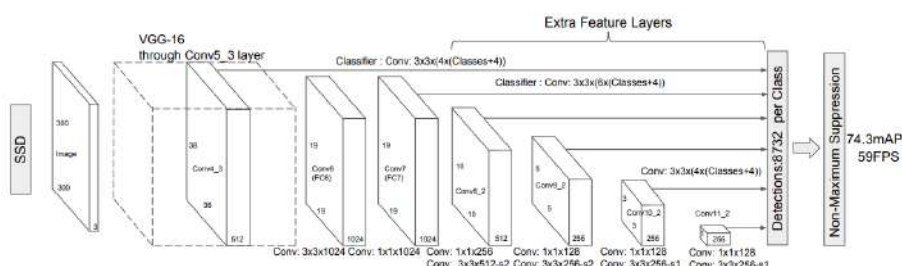 Extra Feature Layers
VGG-16
through Conv5_3 layer
Classifier : Conv: 3x3x(4x(Classes+4))
Classifier : Conv: 3x3x(6x(Classes+4))
SSD
300
Image
300
3
38
Conv4_3
38
512
19
Conv6
(FC6)
19
1024
19
Conv7
(FC7)
19
1024
10
Conv8_2
10
512
5
Conv9_2
5
256
Conv: 3x3x(4x(Classes+4))
3
Conv10_2
3
256
Conv11_2
256
Detections:8732 per Class
Non-Maximum Suppression
74.3mAP
59FPS
Conv: 3x3x1024
Conv: 1x1x1024
Conv: 1x1x256
Conv: 3x3x512-s2
Conv: 1x1x128
Conv: 3x3x256-s2
Conv: 1x1x128
Conv: 3x3x256-s1
Conv: 1x1x128
Conv: 3x3x256-s1